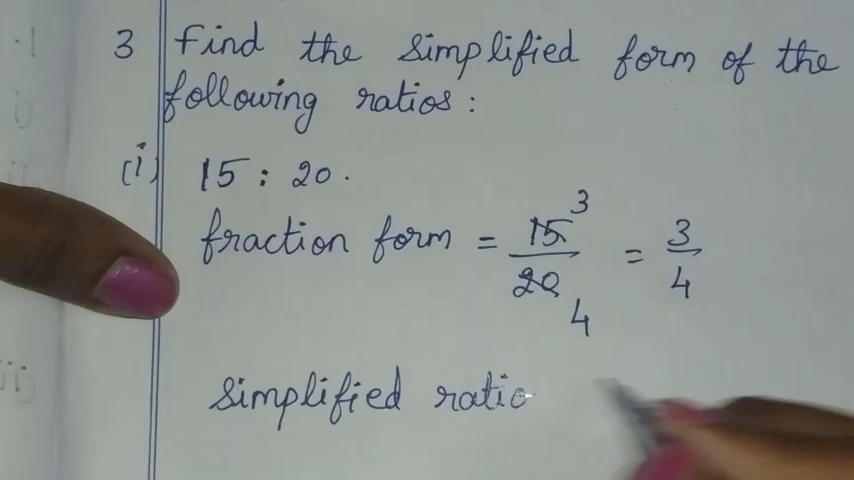 3 Find the simplified form of the
following ratios:
(i) 15 : 20.
fraction form = 15/20 3 4 = 3/4
simplified ratio